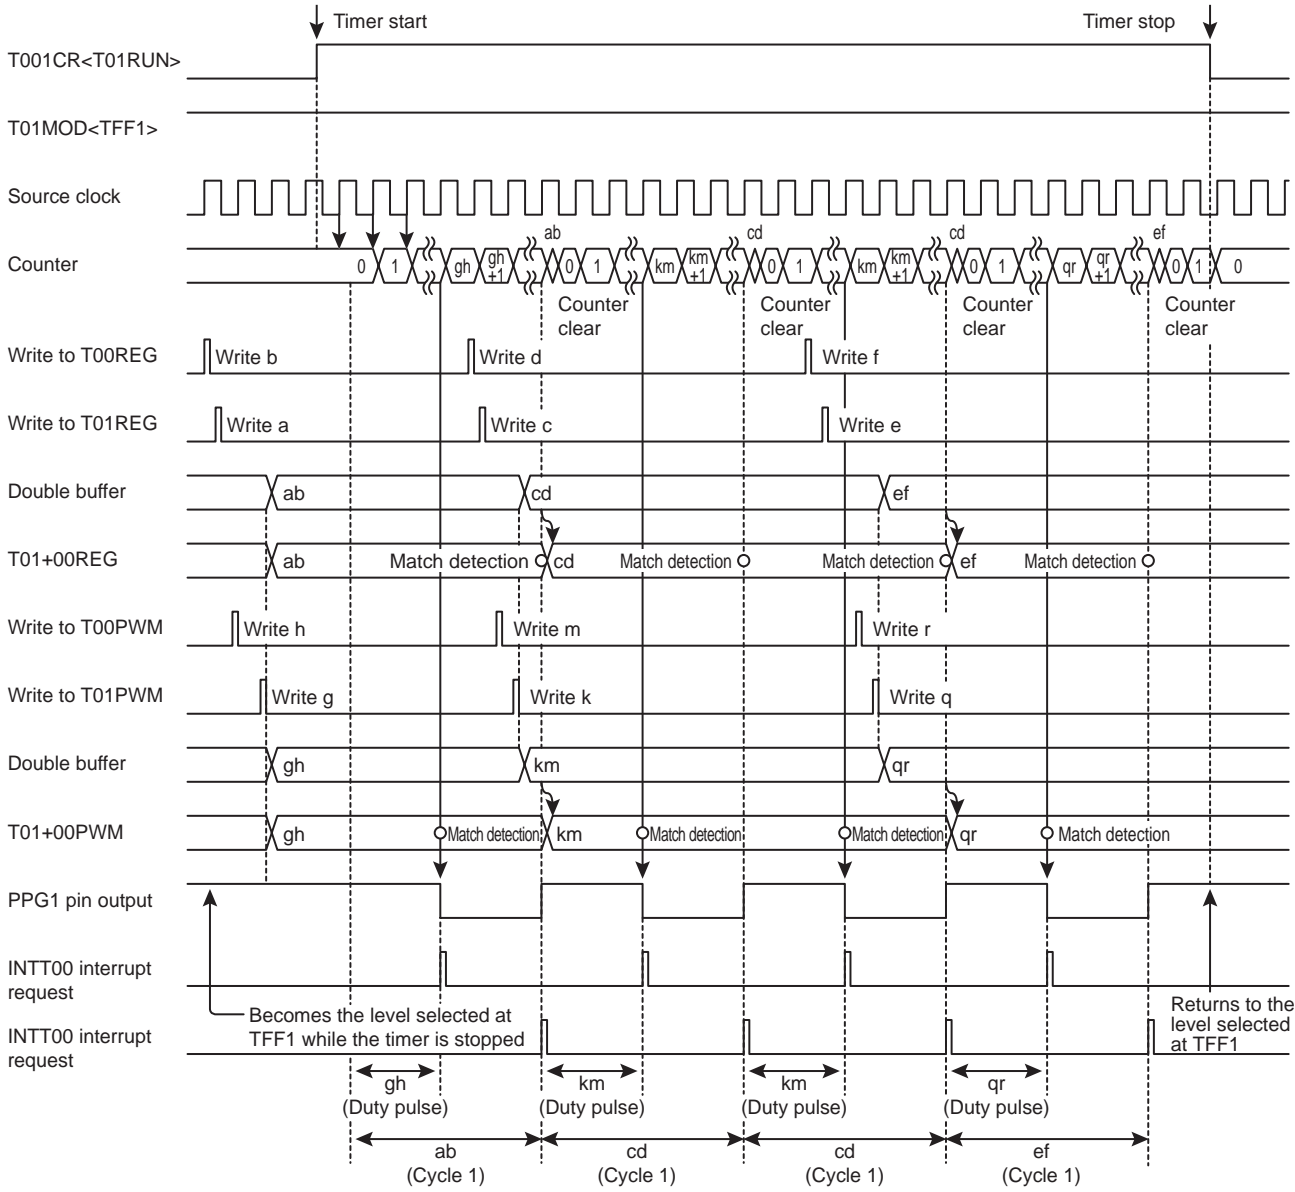 Timer start
Timer stop
T001CR<T01RUN>
T01MOD<TFF1>
Source clock
ab
cd
cd
ef
Counter
0 1 gh gh +1 0 1 km km +1 0 1 km km +1 0 1 qr qr +1 0 1 0
Counter clear
Counter clear
Counter clear
Counter clear
Write to T00REG
Write b
Write d
Write f
Write to T01REG
Write a
Write c
Write e
Double buffer
ab
cd
ef
T01+00REG
ab
Match detection
cd
Match detection
Match detection
ef
Match detection
Write to T00PWM
Write h
Write m
Write r
Write to T01PWM
Write g
Write k
Write q
Double buffer
gh
km
qr
T01+00PWM
gh
Match detection
km
Match detection
Match detection
qr
Match detection
PPG1 pin output
INTT00 interrupt
request
Becomes the level selected at
TFF1 while the timer is stopped
Returns to the
level selected
at TFF1
INTT00 interrupt
request
gh
(Duty pulse)
km
(Duty pulse)
km
(Duty pulse)
qr
(Duty pulse)
ab
(Cycle 1)
cd
(Cycle 1)
cd
(Cycle 1)
ef
(Cycle 1)